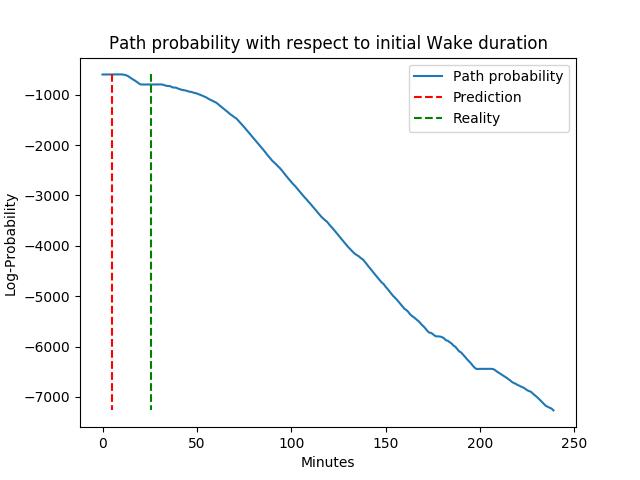 Path probability with respect to initial Wake duration
Path probability
Prediction
Reality
Log-Probability
−1000
−2000
−3000
−4000
−5000
−6000
−7000
0 50 100 150 200 250
Minutes